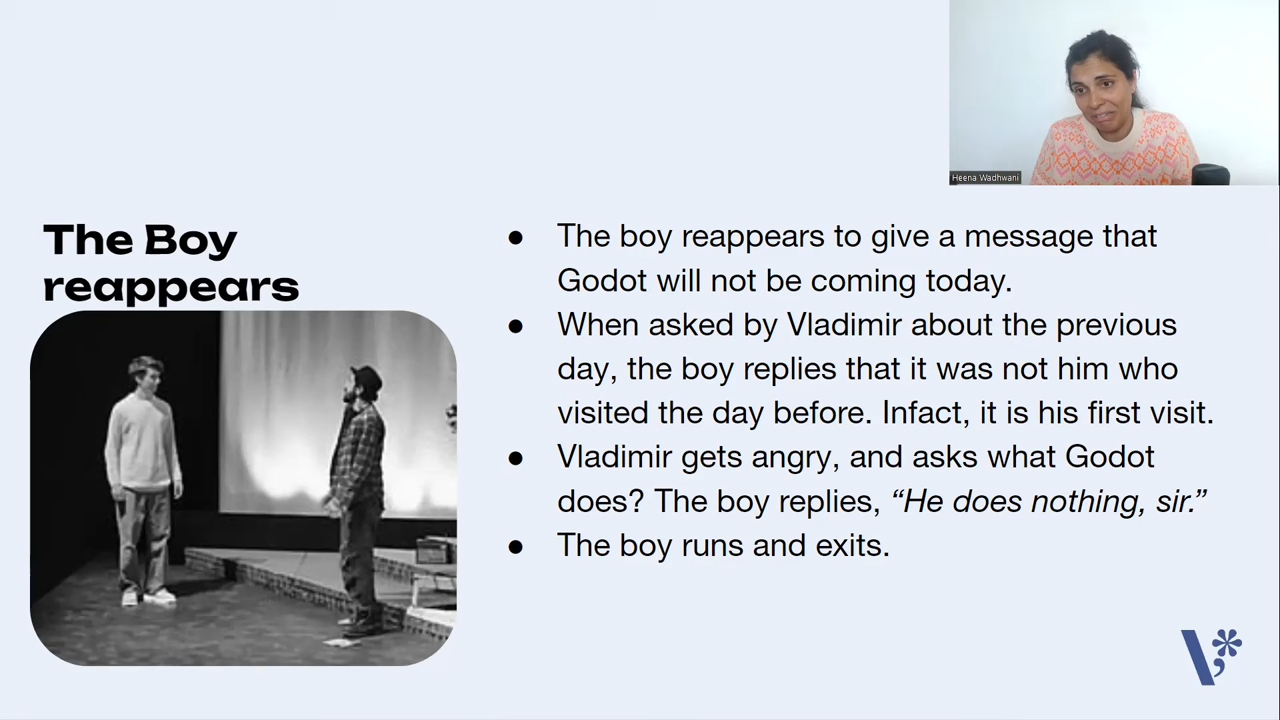 Heena Wadhwani
The Boy
reappears
● The boy reappears to give a message that
Godot will not be coming today.
● When asked by Vladimir about the previous
day, the boy replies that it was not him who
visited the day before. Infact, it is his first visit.
● Vladimir gets angry, and asks what Godot
does? The boy replies, “He does nothing, sir.”
● The boy runs and exits.